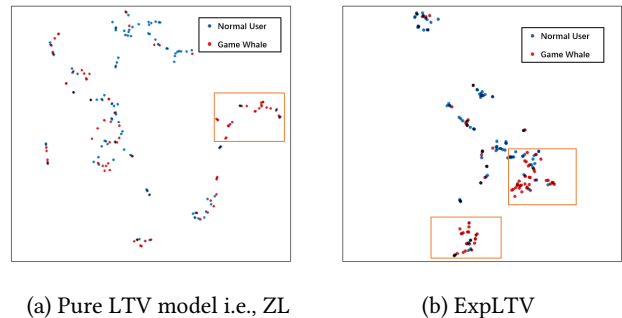 Normal User
Game Whale
Normal User
Game Whale
(a) Pure LTV model i.e., ZL
(b) ExpLTV